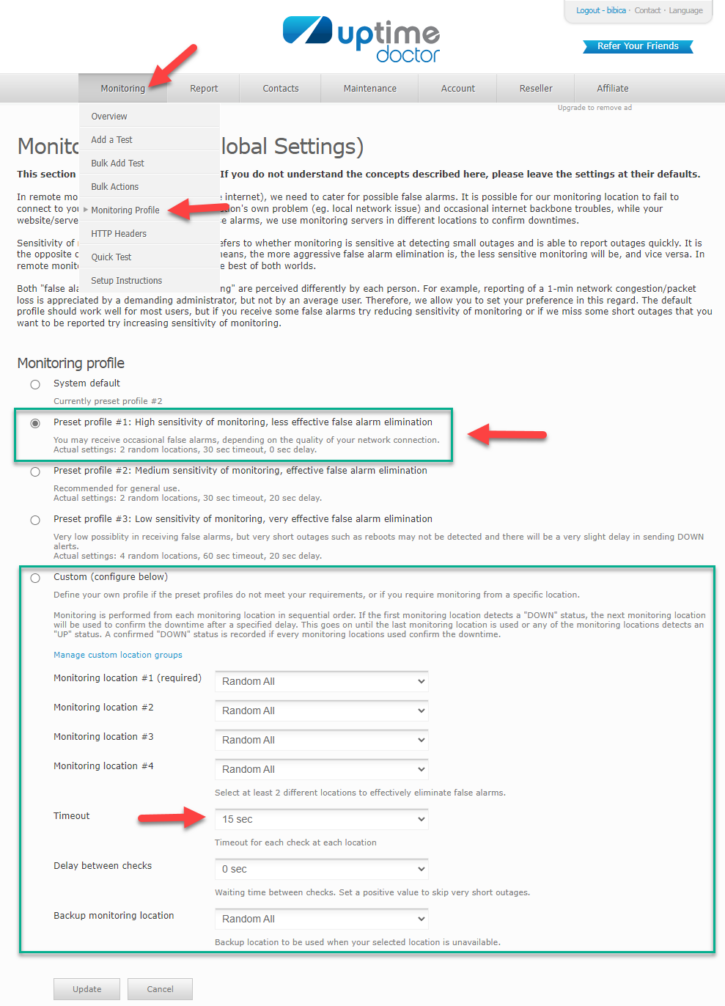 Logout - bibica · Contact · Language
uptime
doctor
Refer Your Friends
Monitoring Report Contacts Maintenance Account Reseller Affiliate
Upgrade to remove ad
Overview
Add a Test
Bulk Add Test
Bulk Actions
Monitoring Profile
HTTP Headers
Quick Test
Setup Instructions
Monito lobal Settings)
This section If you do not understand the concepts described here, please leave the settings at their defaults.
In remote mo internet), we need to cater for possible false alarms. It is possible for our monitoring location to fail to
connect to you on's own problem (eg. local network issue) and occasional internet backbone troubles, while your
website/serve se alarms, we use monitoring servers in different locations to confirm downtimes.
Sensitivity of efers to whether monitoring is sensitive at detecting small outages and is able to report outages quickly. It is
the opposite o eans, the more aggressive false alarm elimination is, the less sensitive monitoring will be, and vice versa. In
remote monit e best of both worlds.
Both "false ala ng" are perceived differently by each person. For example, reporting of a 1-min network congestion/packet
loss is appreciated by a demanding administrator, but not by an average user. Therefore, we allow you to set your preference in this regard. The default
profile should work well for most users, but if you receive some false alarms try reducing sensitivity of monitoring or if we miss some short outages that you
want to be reported try increasing sensitivity of monitoring.
Monitoring profile
System default
Currently preset profile #2
Preset profile #1: High sensitivity of monitoring, less effective false alarm elimination
You may receive occasional false alarms, depending on the quality of your network connection.
Actual settings: 2 random locations, 30 sec timeout, 0 sec delay.
Preset profile #2: Medium sensitivity of monitoring, effective false alarm elimination
Recommended for general use.
Actual settings: 2 random locations, 30 sec timeout, 20 sec delay.
Preset profile #3: Low sensitivity of monitoring, very effective false alarm elimination
Very low possiblity in receiving false alarms, but very short outages such as reboots may not be detected and there will be a very slight delay in sending DOWN
alerts.
Actual settings: 4 random locations, 60 sec timeout, 20 sec delay.
Custom (configure below)
Define your own profile if the preset profiles do not meet your requirements, or if you require monitoring from a specific location.
Monitoring is performed from each monitoring location in sequential order. If the first monitoring location detects a "DOWN" status, the next monitoring location
will be used to confirm the downtime after a specified delay. This goes on until the last monitoring location is used or any of the monitoring locations detects an
"UP" status. A confirmed "DOWN" status is recorded if every monitoring locations used confirm the downtime.
Manage custom location groups
Monitoring location #1 (required) Random All
Monitoring location #2 Random All
Monitoring location #3 Random All
Monitoring location #4 Random All
Select at least 2 different locations to effectively eliminate false alarms.
Timeout 15 sec
Timeout for each check at each location
Delay between checks 0 sec
Waiting time between checks. Set a positive value to skip very short outages.
Backup monitoring location Random All
Backup location to be used when your selected location is unavailable.
Update Cancel